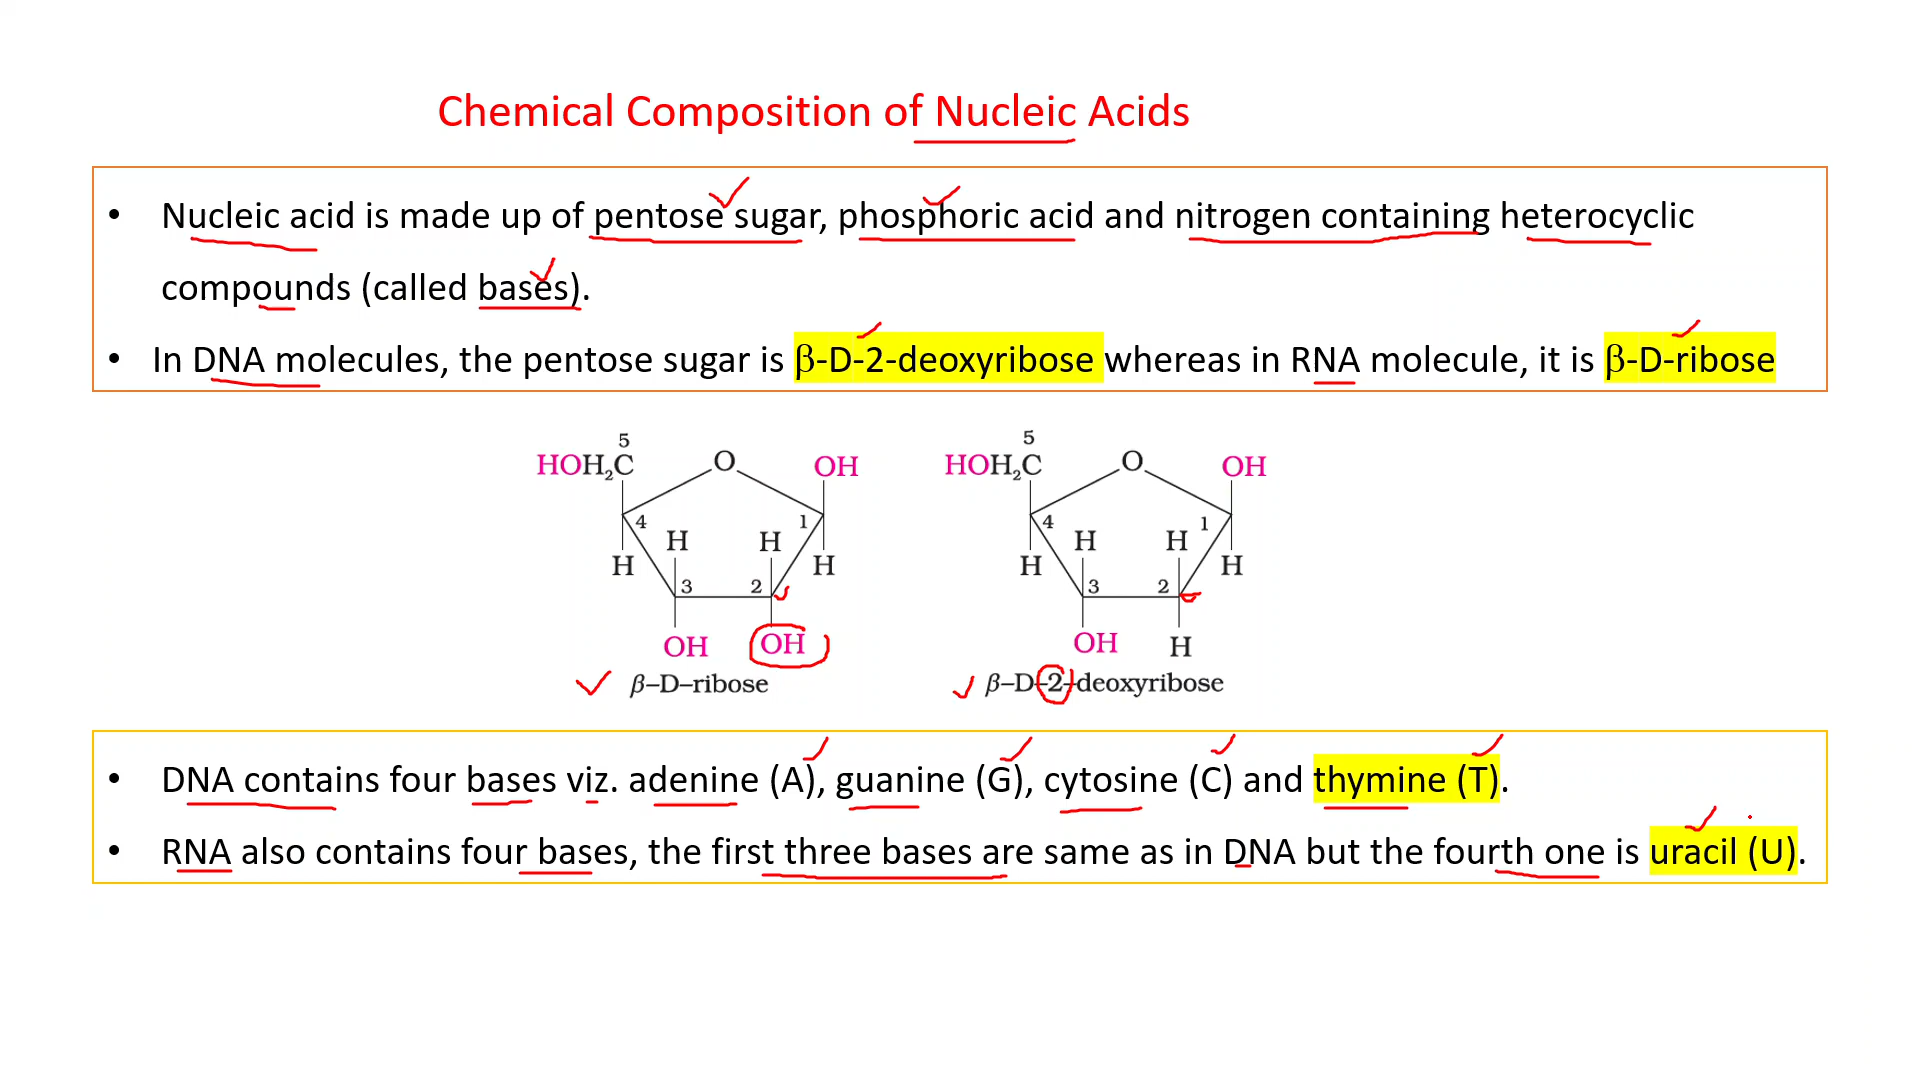 Chemical Composition of Nucleic Acids
• Nucleic acid is made up of pentose sugar, phosphoric acid and nitrogen containing heterocyclic
compounds (called bases).
• In DNA molecules, the pentose sugar is β-D-2-deoxyribose whereas in RNA molecule, it is β-D-ribose
5
HOH₂C O OH
4 H H 1
H 3 2 H
OH OH
β–D–ribose
5
HOH₂C O OH
4 H H 1
H 3 2 H
OH H
β–D–2–deoxyribose
• DNA contains four bases viz. adenine (A), guanine (G), cytosine (C) and thymine (T).
• RNA also contains four bases, the first three bases are same as in DNA but the fourth one is uracil (U).